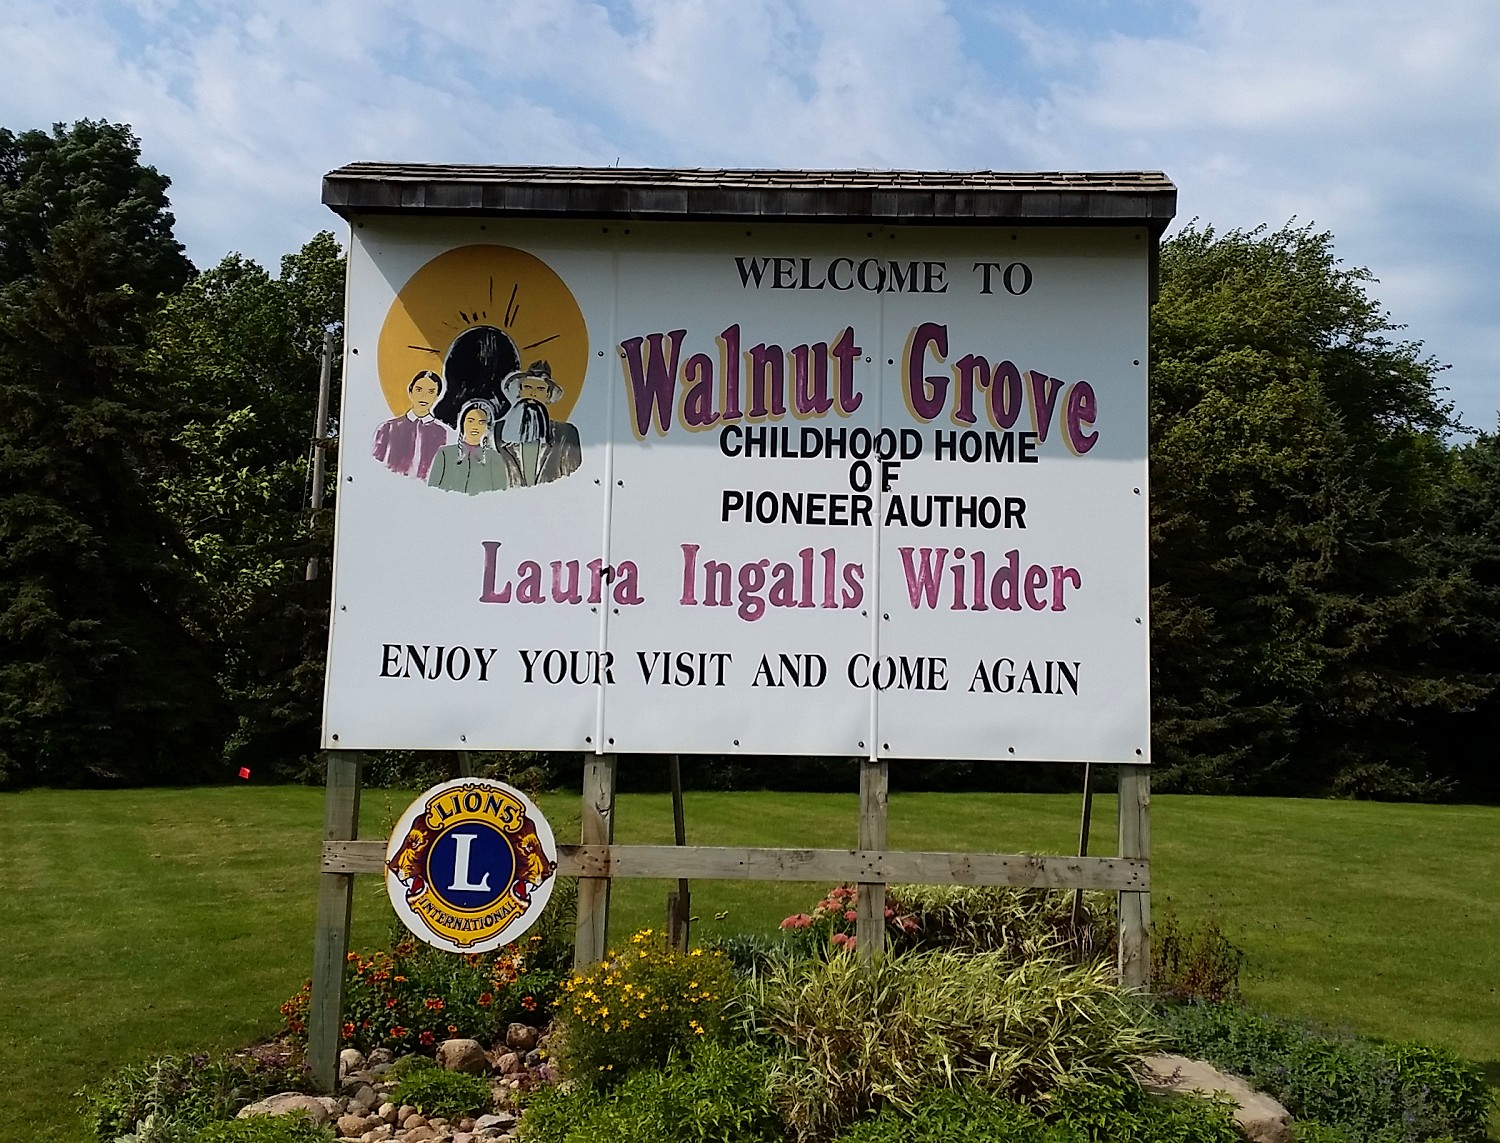 WELCOME TO
Walnut Grove
CHILDHOOD HOME
OF
PIONEER AUTHOR
Laura Ingalls Wilder
ENJOY YOUR VISIT AND COME AGAIN
LIONS
L
INTERNATIONAL